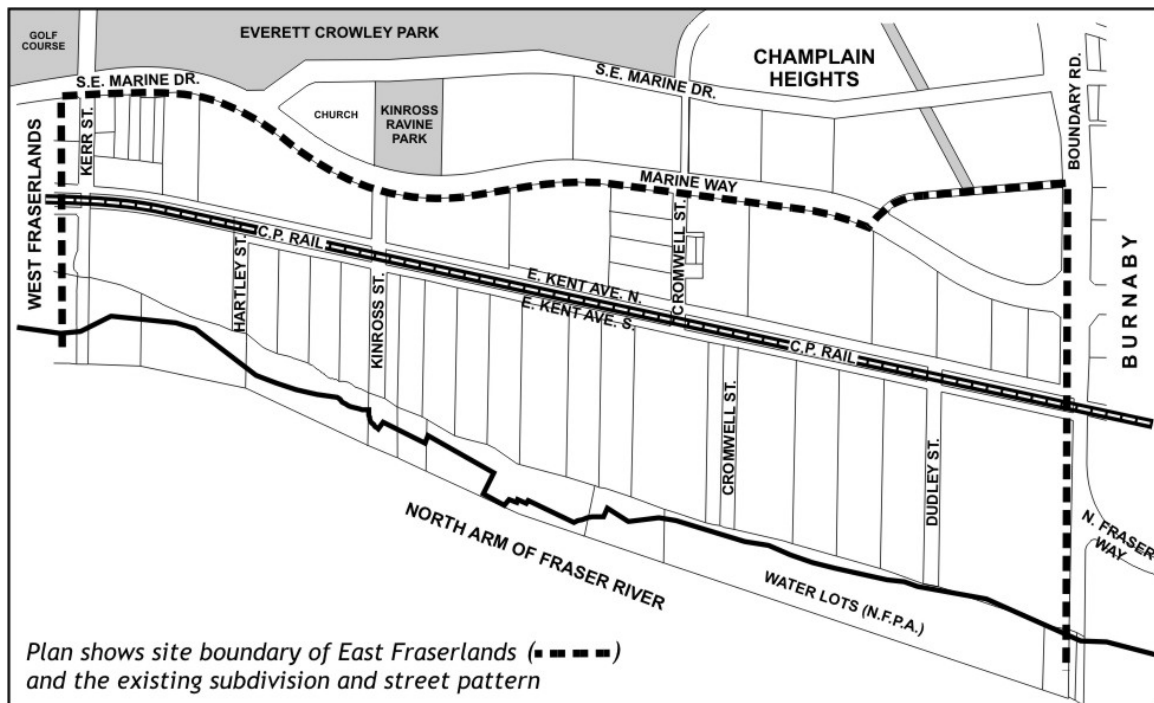 GOLF
COURSE
EVERETT CROWLEY PARK
CHAMPLAIN
HEIGHTS
BOUNDARY RD.
S.E. MARINE DR.
S.E. MARINE DR.
CHURCH
KINROSS
RAVINE
PARK
KERR ST.
WEST FRASERLANDS
MARINE WAY
CROMWELL ST.
BURNABY
C.P. RAIL
HARTLEY ST.
KINROSS ST.
E. KENT AVE. N.
E. KENT AVE. S.
C.P. RAIL
CROMWELL ST.
DUDLEY ST.
N. FRASER
WAY
NORTH ARM OF FRASER RIVER
WATER LOTS (N.F.P.A.)
Plan shows site boundary of East Fraserlands ( )
and the existing subdivision and street pattern